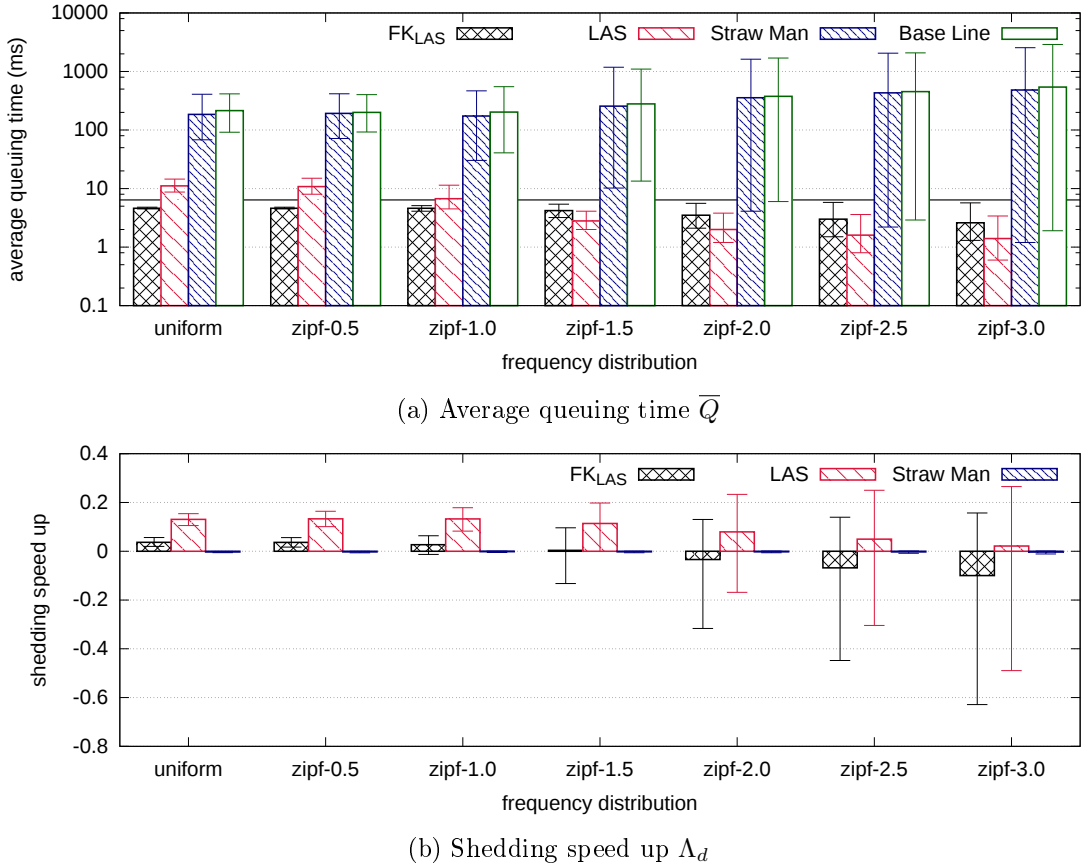 average queuing time (ms)
10000
1000
100
10
1
0.1
FKLAS LAS Straw Man Base Line
uniform zipf-0.5 zipf-1.0 zipf-1.5 zipf-2.0 zipf-2.5 zipf-3.0
frequency distribution
(a) Average queuing time Q̅
shedding speed up
0.4
0.2
0
-0.2
-0.4
-0.6
-0.8
FKLAS LAS Straw Man
uniform zipf-0.5 zipf-1.0 zipf-1.5 zipf-2.0 zipf-2.5 zipf-3.0
frequency distribution
(b) Shedding speed up Λd